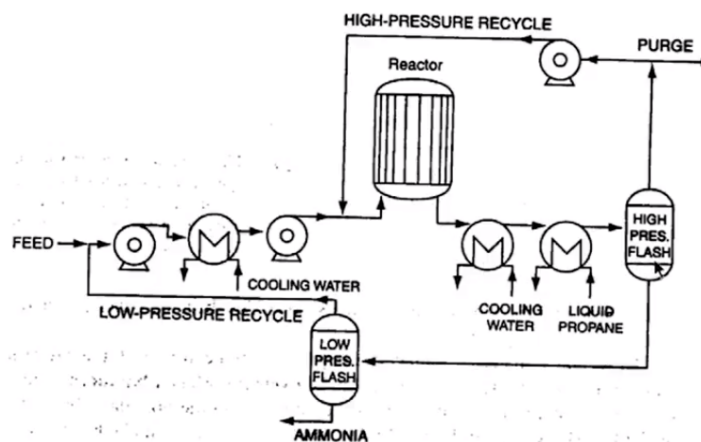 HIGH-PRESSURE RECYCLE
PURGE
Reactor
HIGH
PRES.
FLASH
FEED
COOLING WATER
COOLING
WATER
LIQUID
PROPANE
LOW-PRESSURE RECYCLE
LOW
PRES.
FLASH
AMMONIA